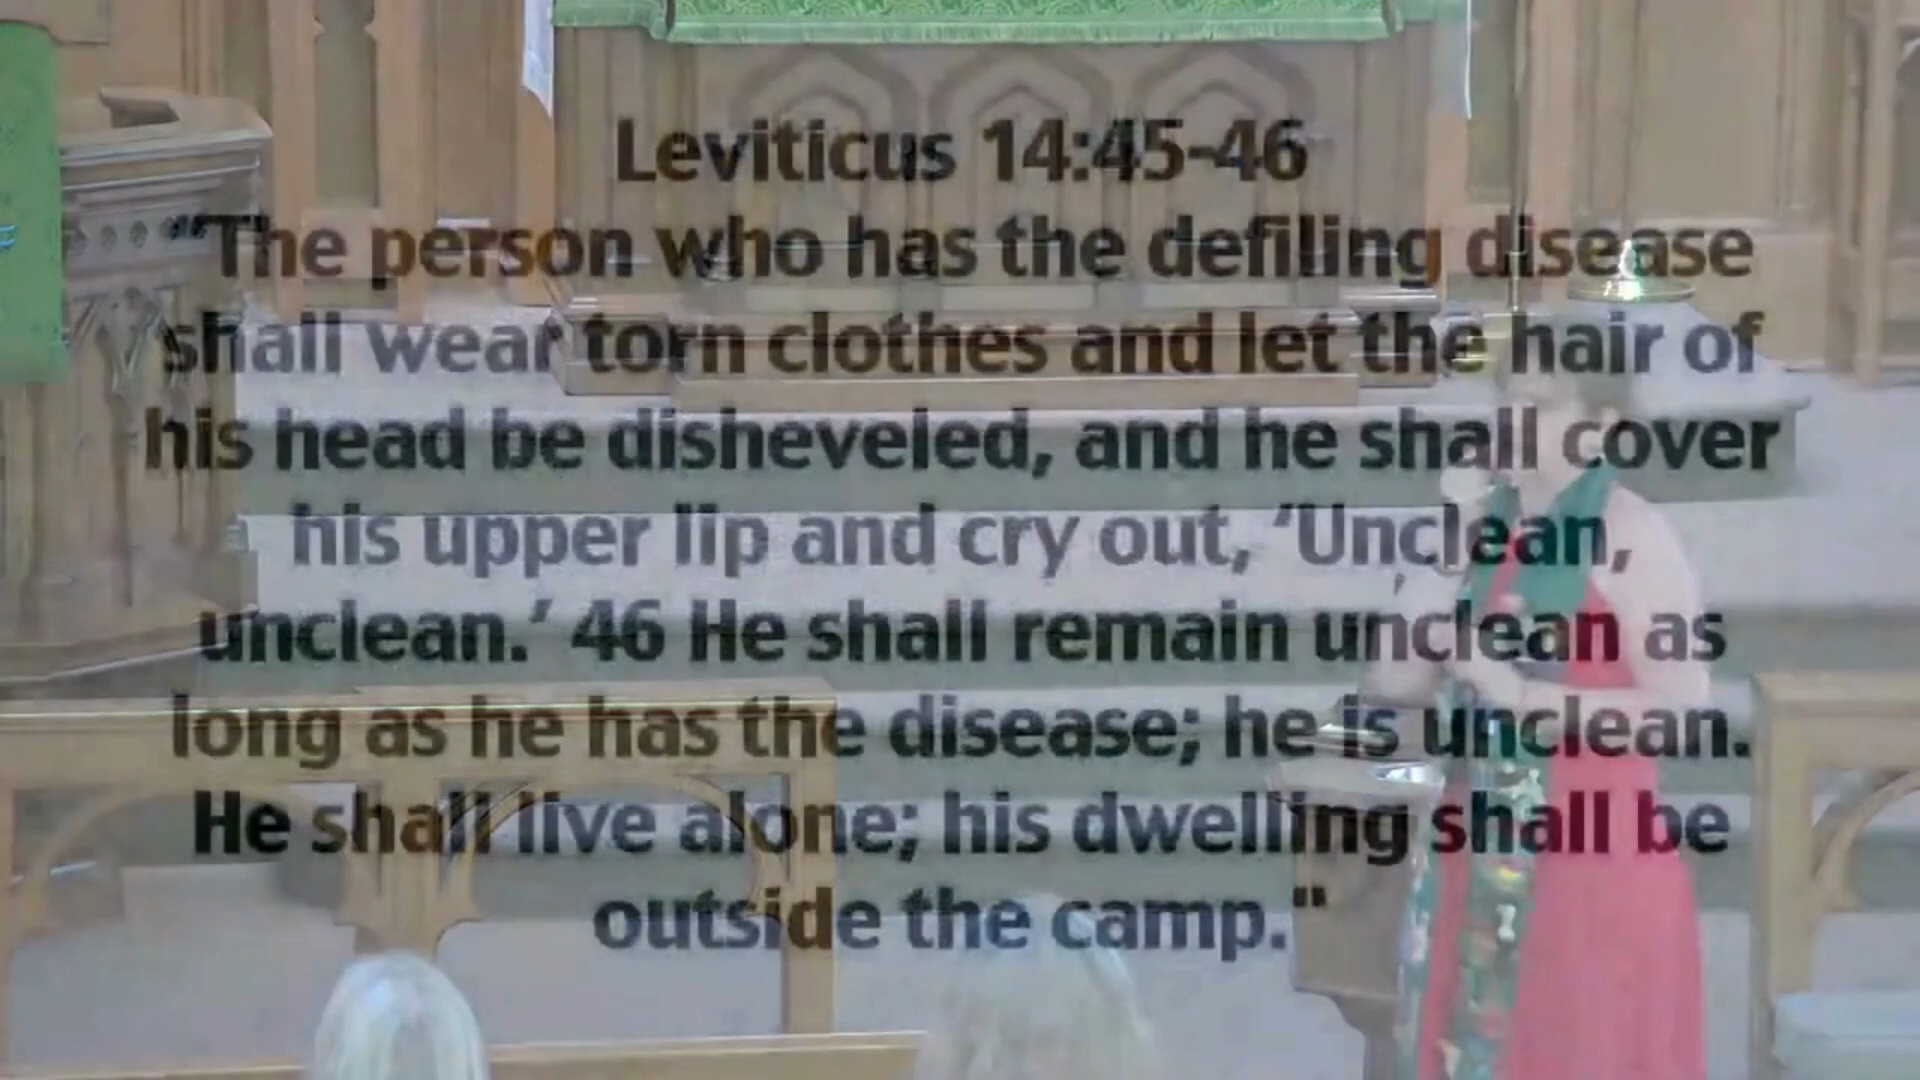 Leviticus 14:45-46
"The person who has the defiling disease
shall wear torn clothes and let the hair of
his head be disheveled, and he shall cover
his upper lip and cry out, ‘Unclean,
unclean.’ 46 He shall remain unclean as
long as he has the disease; he is unclean.
He shall live alone; his dwelling shall be
outside the camp."